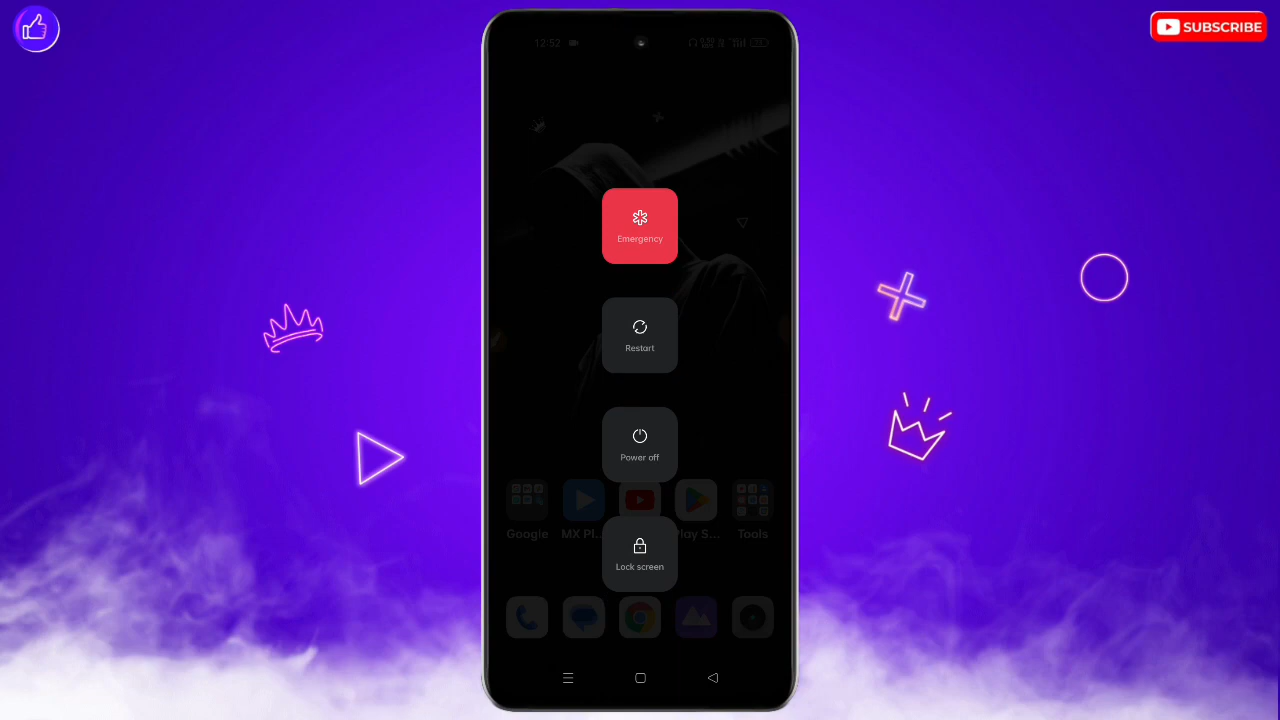 SUBSCRIBE
12:52
Emergency
Restart
Power off
Google MX Pl... Play S... Tools
Lock screen